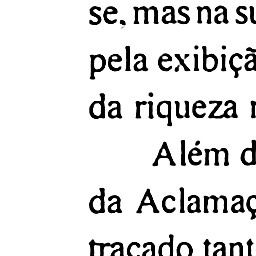 se, mas na su
pela exibiçã
da riqueza
Além d
da Aclamaç
traçado tant